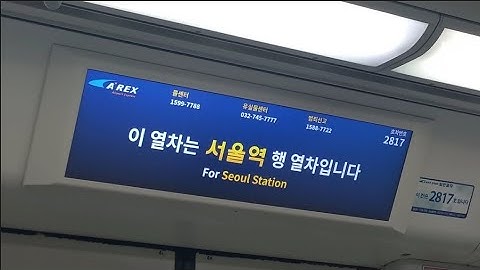 A'REX
콜센터
1599-7788
유실물센터
032-745-7777
범죄신고
1588-7722
호차번호
2817
이 열차는 서울역 행 열차입니다
For Seoul Station
2817